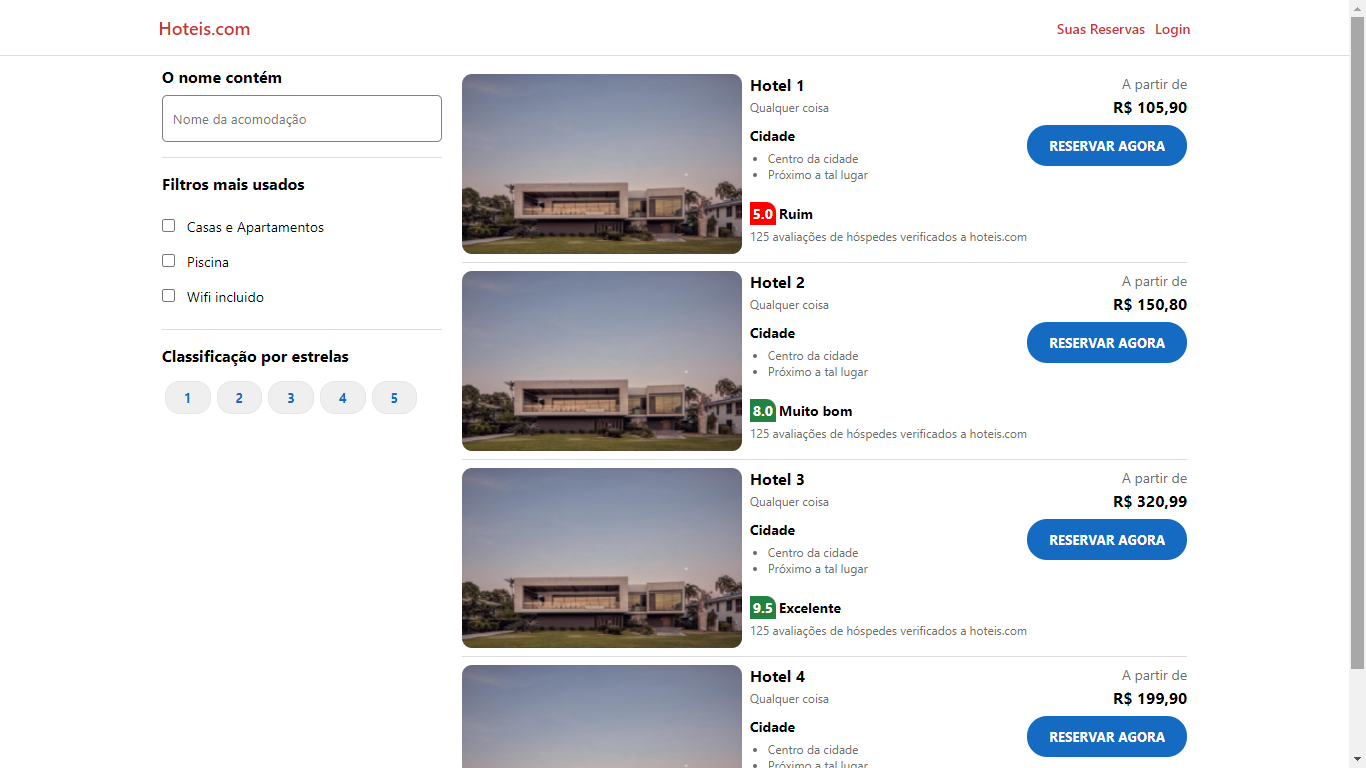 Hoteis.com
Suas Reservas Login
O nome contém
Nome da acomodação
Filtros mais usados
Casas e Apartamentos
Piscina
Wifi incluido
Classificação por estrelas
1 2 3 4 5
Hotel 1
Qualquer coisa
Cidade
Centro da cidade
Próximo a tal lugar
5.0 Ruim
125 avaliações de hóspedes verificados a hoteis.com
A partir de
R$ 105,90
RESERVAR AGORA
Hotel 2
Qualquer coisa
Cidade
Centro da cidade
Próximo a tal lugar
8.0 Muito bom
125 avaliações de hóspedes verificados a hoteis.com
A partir de
R$ 150,80
RESERVAR AGORA
Hotel 3
Qualquer coisa
Cidade
Centro da cidade
Próximo a tal lugar
9.5 Excelente
125 avaliações de hóspedes verificados a hoteis.com
A partir de
R$ 320,99
RESERVAR AGORA
Hotel 4
Qualquer coisa
Cidade
Centro da cidade
Próximo a tal lugar
A partir de
R$ 199,90
RESERVAR AGORA